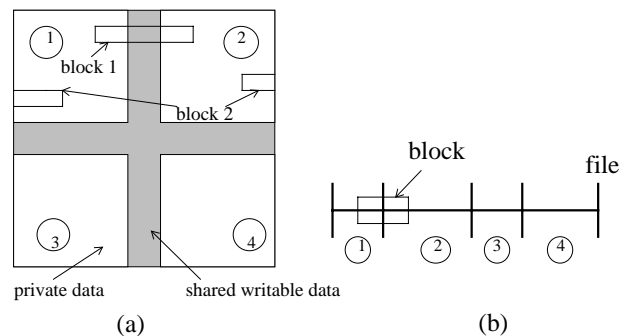 1
2
block 1
block 2
3
4
private data
shared writable data
(a)
block
file
1
2
3
4
(b)